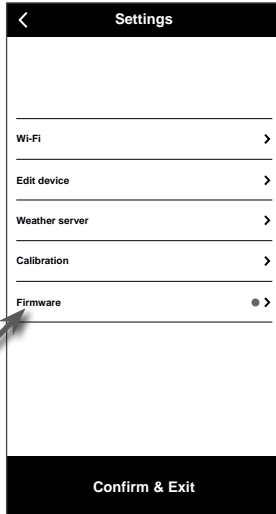 Settings
Wi-Fi
Edit device
Weather server
Calibration
Firmware
Confirm & Exit